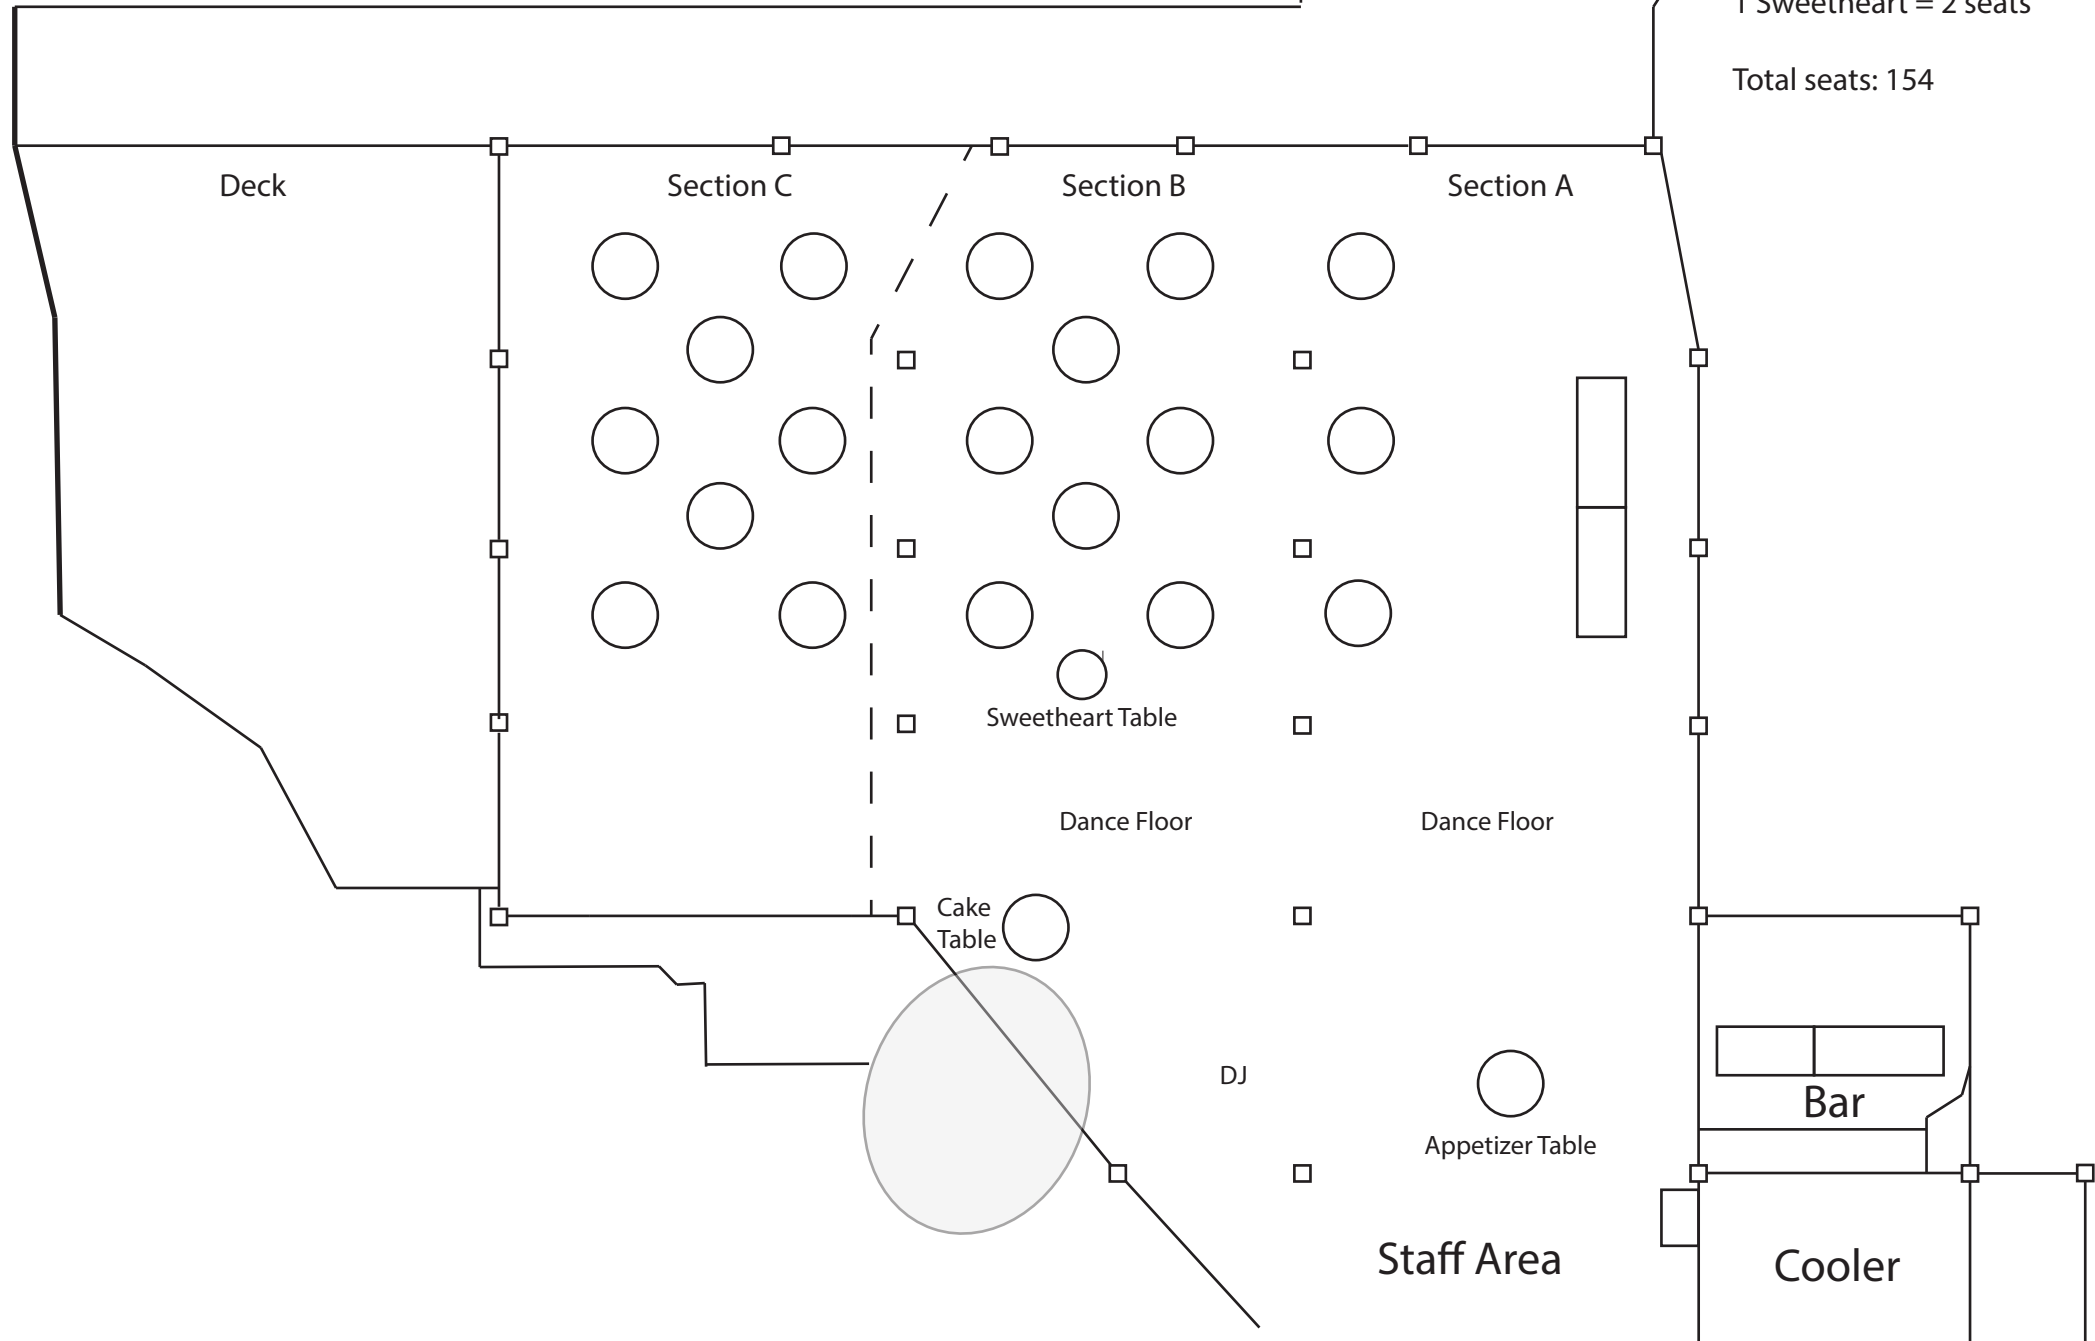 1 Sweetheart = 2 seats
Total seats: 154
Deck
Section C
Section B
Section A
Sweetheart Table
Dance Floor
Dance Floor
Cake
Table
DJ
Appetizer Table
Bar
Staff Area
Cooler